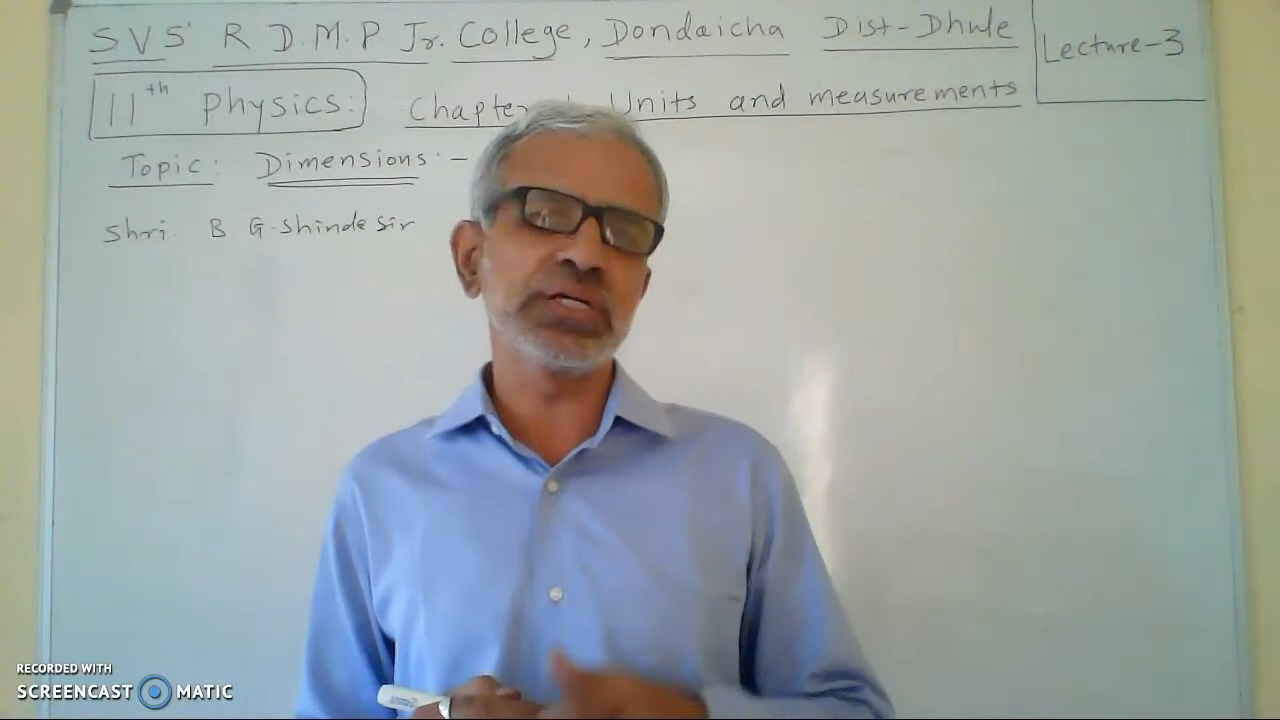 SVS' R D.M.P. Jr. College, Dondaicha Dist-Dhule
Lecture-3
11th Physics: Chapter Units and measurements
Topic: Dimensions: -
Shri. B. G. Shinde Sir
RECORDED WITH
SCREENCAST MATIC